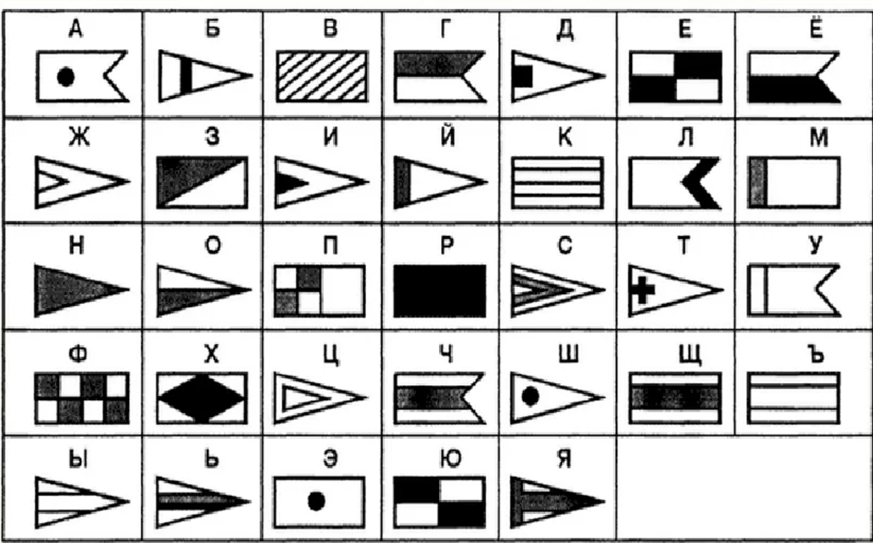 А Б В Г Д Е Ё
Ж З И Й К Л М
Н О П Р С Т У
Ф Х Ц Ч Ш Щ Ъ
Ы Ь Э Ю Я